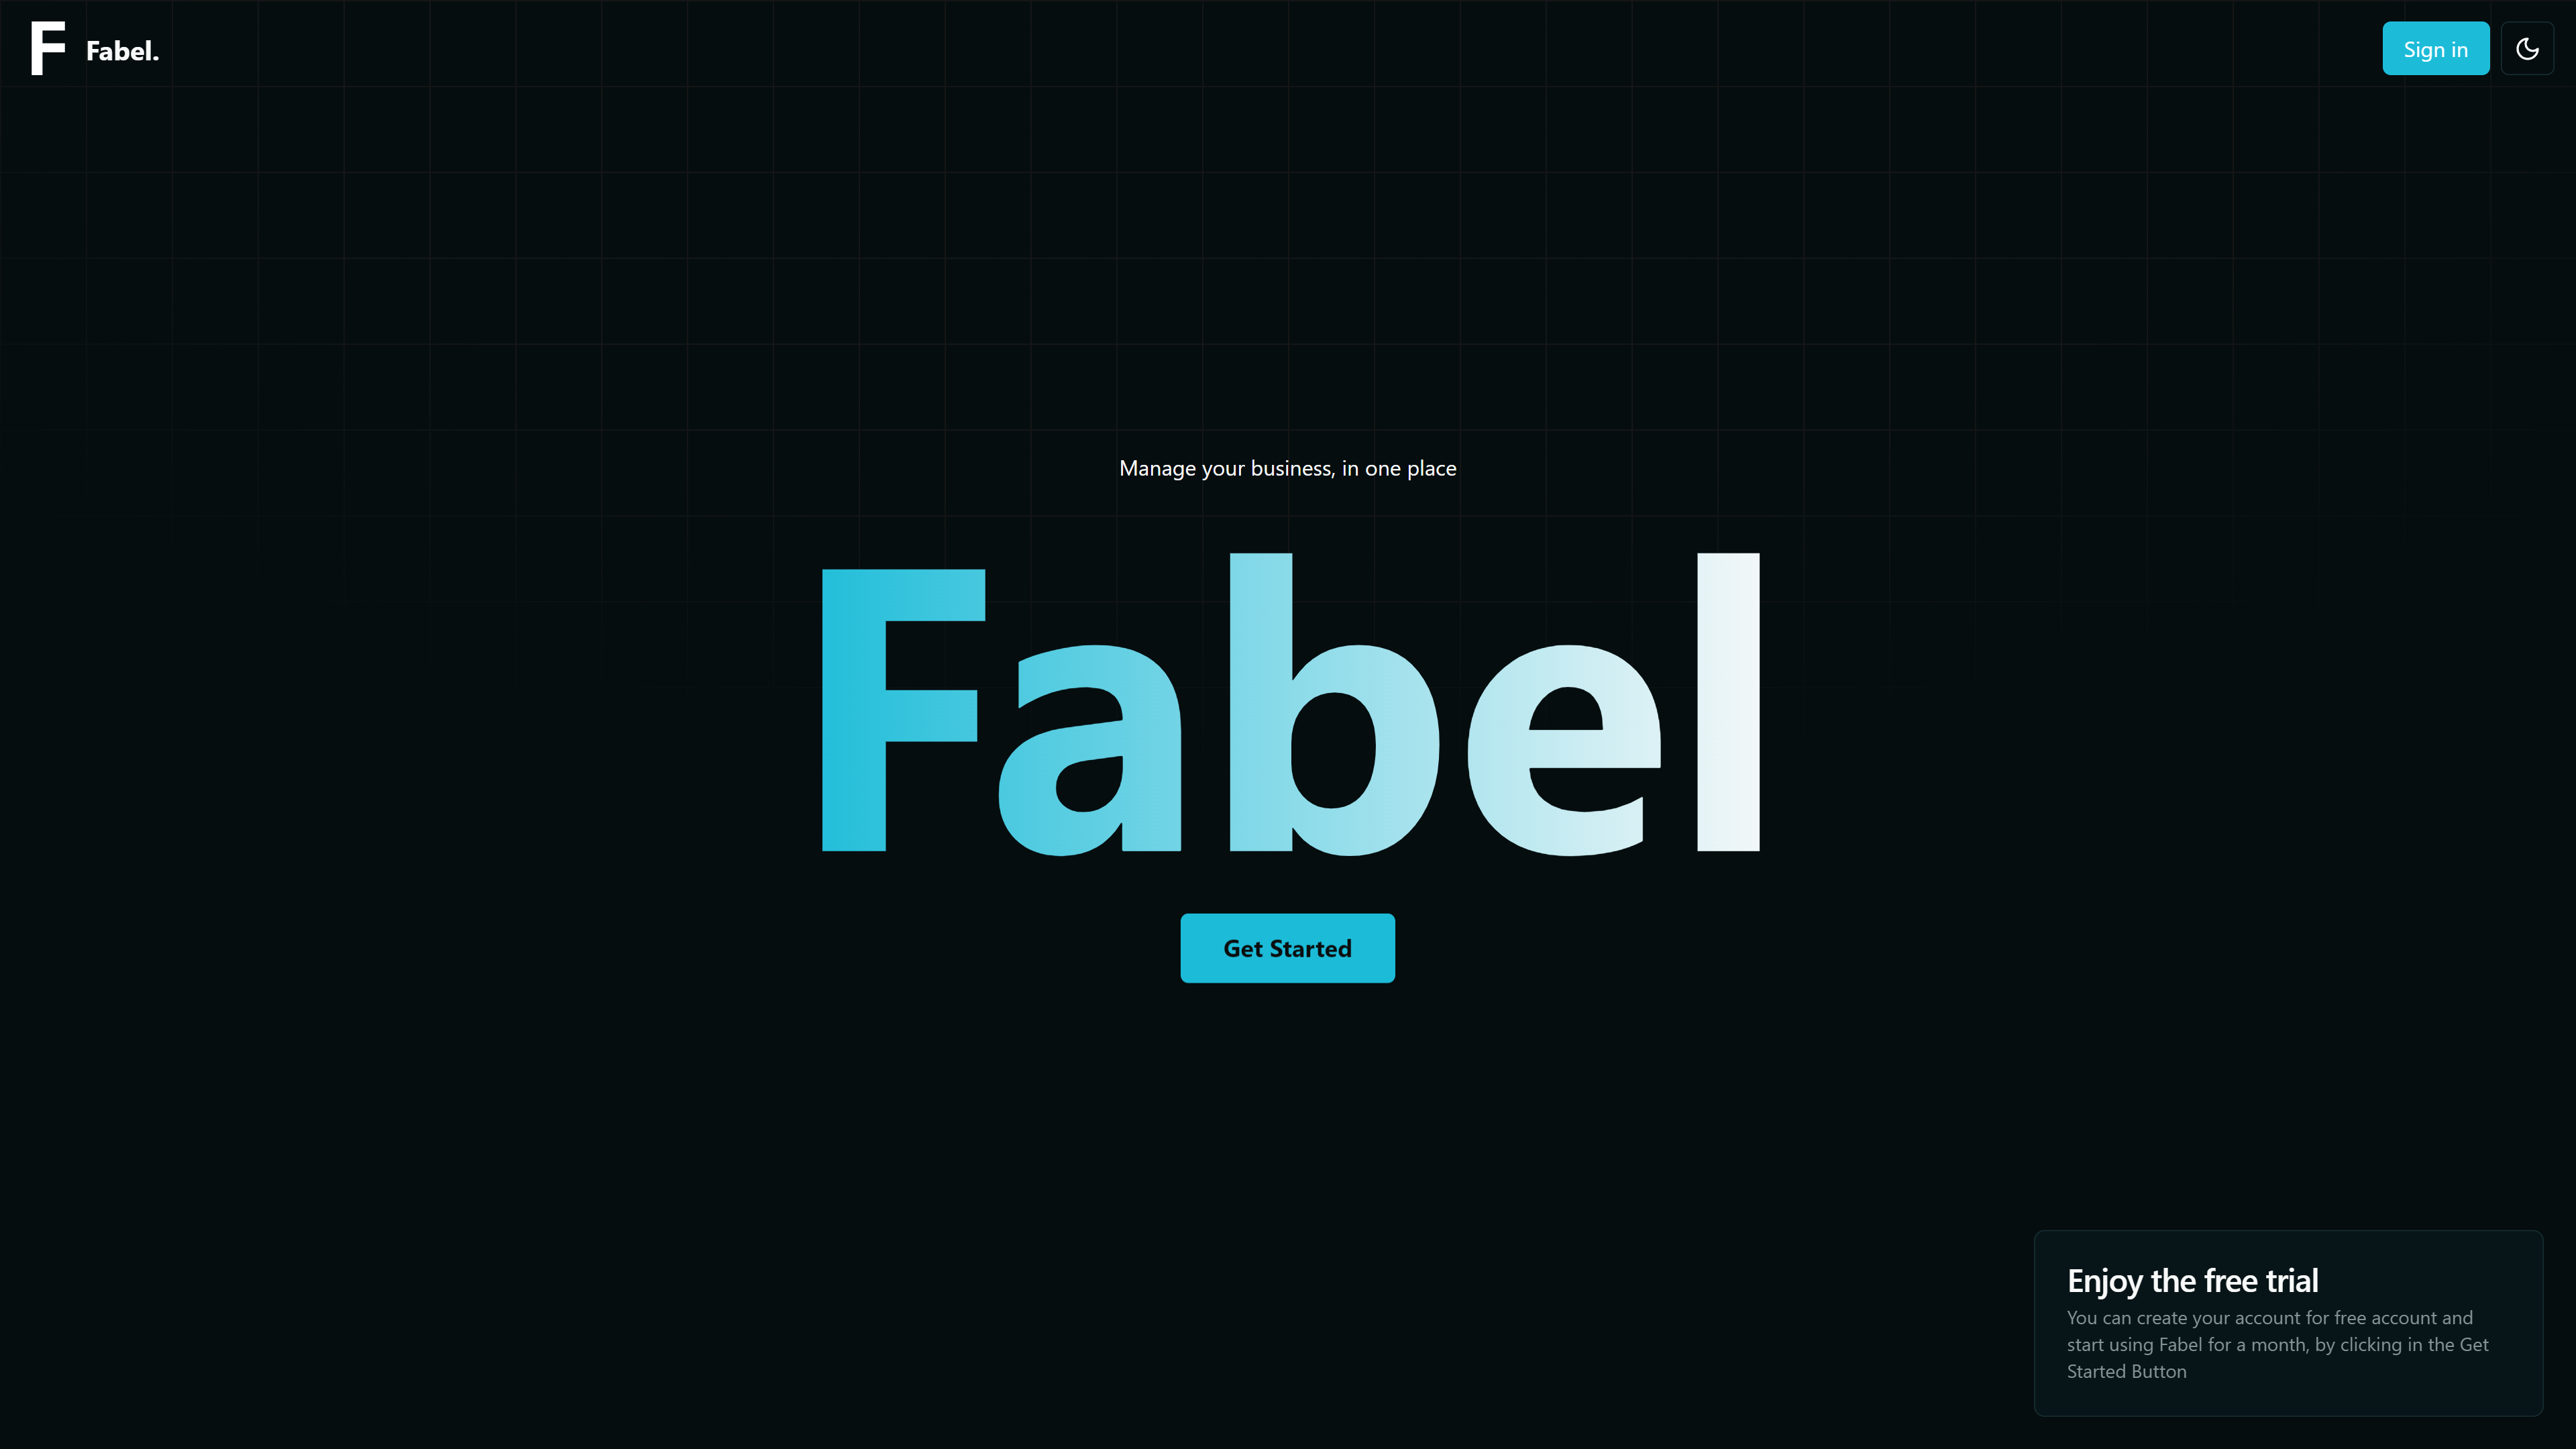 F Fabel.
Sign in
Manage your business, in one place
Fabel
Get Started
Enjoy the free trial
You can create your account for free account and
start using Fabel for a month, by clicking in the Get
Started Button